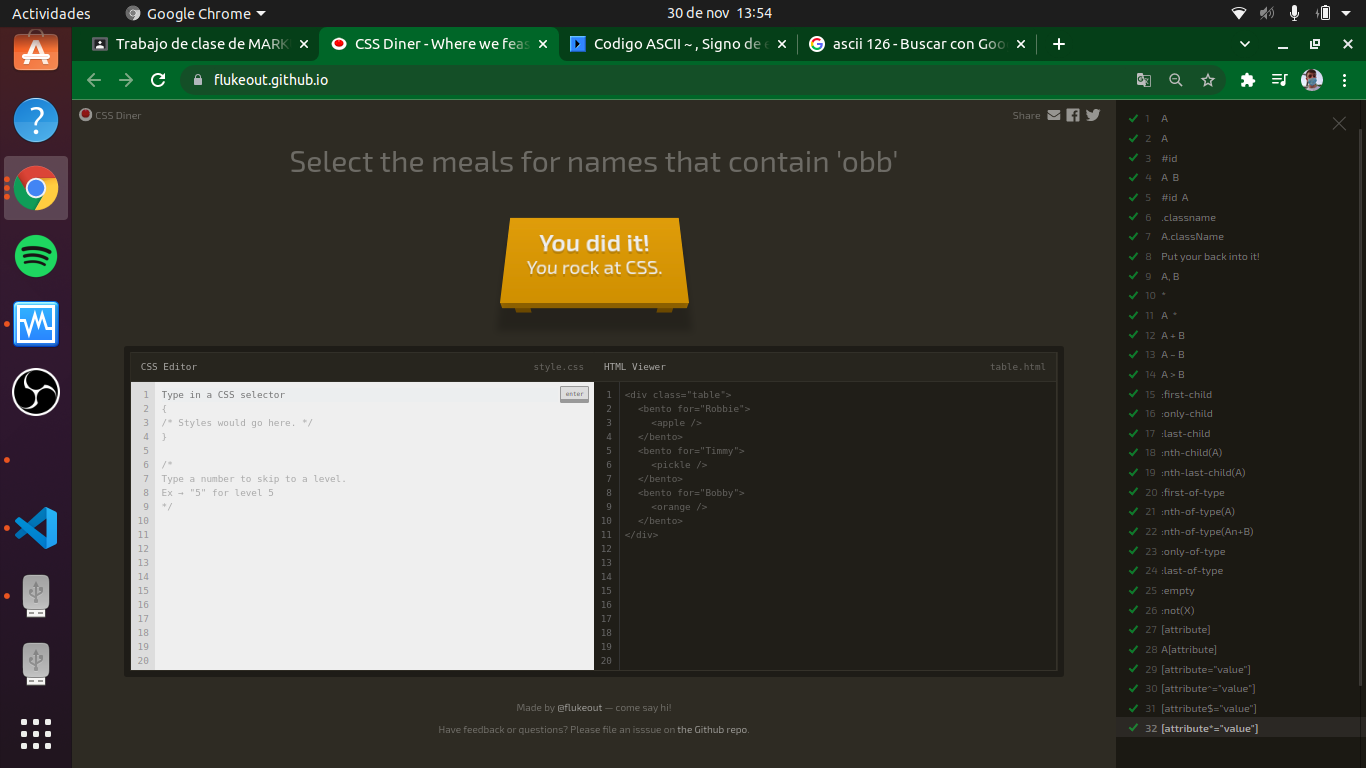 Actividades
Google Chrome
30 de nov 13:54
Trabajo de clase de MARK
CSS Diner - Where we feas
Codigo ASCII ~ , Signo de e
ascii 126 - Buscar con Goo
flukeout.github.io
CSS Diner
Share
Select the meals for names that contain 'obb'
You did it!
You rock at CSS.
CSS Editor
style.css
enter
1 Type in a CSS selector
2 {
3 /* Styles would go here. */
4 }
5
6 /*
7 Type a number to skip to a level.
8 Ex → "5" for level 5
9 */
10
11
12
13
14
15
16
17
18
19
20
HTML Viewer
table.html
1 <div class="table">
2 <bento for="Robbie">
3 <apple />
4 </bento>
5 <bento for="Timmy">
6 <pickle />
7 </bento>
8 <bento for="Bobby">
9 <orange />
10 </bento>
11 </div>
12
13
14
15
16
17
18
19
20
Made by @flukeout — come say hi!
Have feedback or questions? Please file an isssue on the Github repo.
1 A
2 A
3 #id
4 A B
5 #id A
6 .classname
7 A.className
8 Put your back into it!
9 A, B
10 *
11 A *
12 A + B
13 A ~ B
14 A > B
15 :first-child
16 :only-child
17 :last-child
18 :nth-child(A)
19 :nth-last-child(A)
20 :first-of-type
21 :nth-of-type(A)
22 :nth-of-type(An+B)
23 :only-of-type
24 :last-of-type
25 :empty
26 :not(X)
27 [attribute]
28 A[attribute]
29 [attribute="value"]
30 [attribute^="value"]
31 [attribute$="value"]
32 [attribute*="value"]